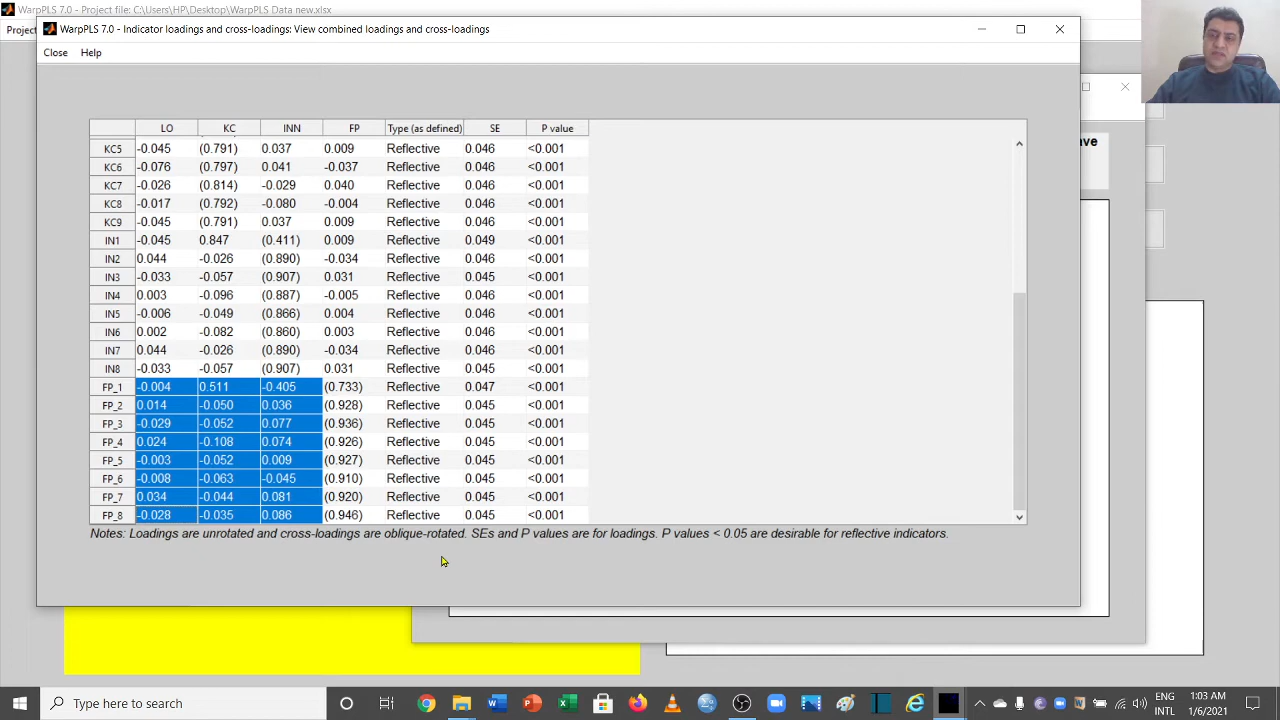 WarpPLS 7.0 - Project file: C:\Users\HP\Desktop\WarpPLS Data new.xlsx
Project
WarpPLS 7.0 - Indicator loadings and cross-loadings: View combined loadings and cross-loadings
Close Help
LO KC INN FP Type (as defined) SE P value
KC5 -0.045 (0.791) 0.037 0.009 Reflective 0.046 <0.001
KC6 -0.076 (0.797) 0.041 -0.037 Reflective 0.046 <0.001
KC7 -0.026 (0.814) -0.029 0.040 Reflective 0.046 <0.001
KC8 -0.017 (0.792) -0.080 -0.004 Reflective 0.046 <0.001
KC9 -0.045 (0.791) 0.037 0.009 Reflective 0.046 <0.001
IN1 -0.045 0.847 (0.411) 0.009 Reflective 0.049 <0.001
IN2 0.044 -0.026 (0.890) -0.034 Reflective 0.046 <0.001
IN3 -0.033 -0.057 (0.907) 0.031 Reflective 0.045 <0.001
IN4 0.003 -0.096 (0.887) -0.005 Reflective 0.046 <0.001
IN5 -0.006 -0.049 (0.866) 0.004 Reflective 0.046 <0.001
IN6 0.002 -0.082 (0.860) 0.003 Reflective 0.046 <0.001
IN7 0.044 -0.026 (0.890) -0.034 Reflective 0.046 <0.001
IN8 -0.033 -0.057 (0.907) 0.031 Reflective 0.045 <0.001
FP_1 -0.004 0.511 -0.405 (0.733) Reflective 0.047 <0.001
FP_2 0.014 -0.050 0.036 (0.928) Reflective 0.045 <0.001
FP_3 -0.029 -0.052 0.077 (0.936) Reflective 0.045 <0.001
FP_4 0.024 -0.108 0.074 (0.926) Reflective 0.045 <0.001
FP_5 -0.003 -0.052 0.009 (0.927) Reflective 0.045 <0.001
FP_6 -0.008 -0.063 -0.045 (0.910) Reflective 0.045 <0.001
FP_7 0.034 -0.044 0.081 (0.920) Reflective 0.045 <0.001
FP_8 -0.028 -0.035 0.086 (0.946) Reflective 0.045 <0.001
Notes: Loadings are unrotated and cross-loadings are oblique-rotated. SEs and P values are for loadings. P values < 0.05 are desirable for reflective indicators.
Type here to search
ENG 1:03 AM
INTL 1/6/2021